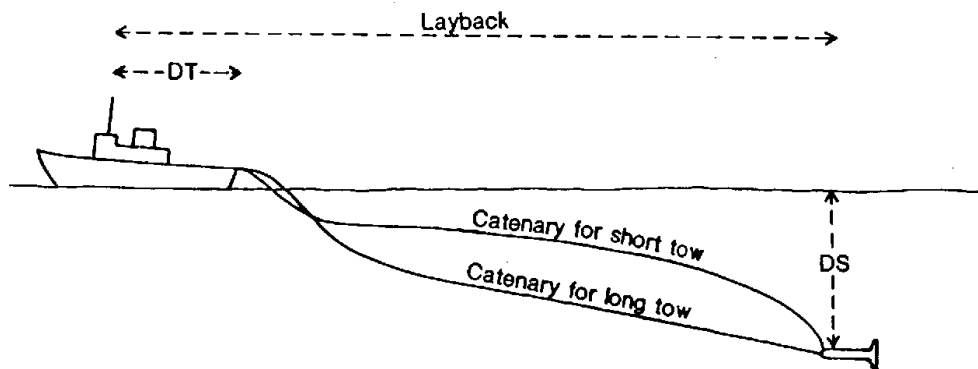 Layback
DT
Catenary for short tow
DS
Catenary for long tow